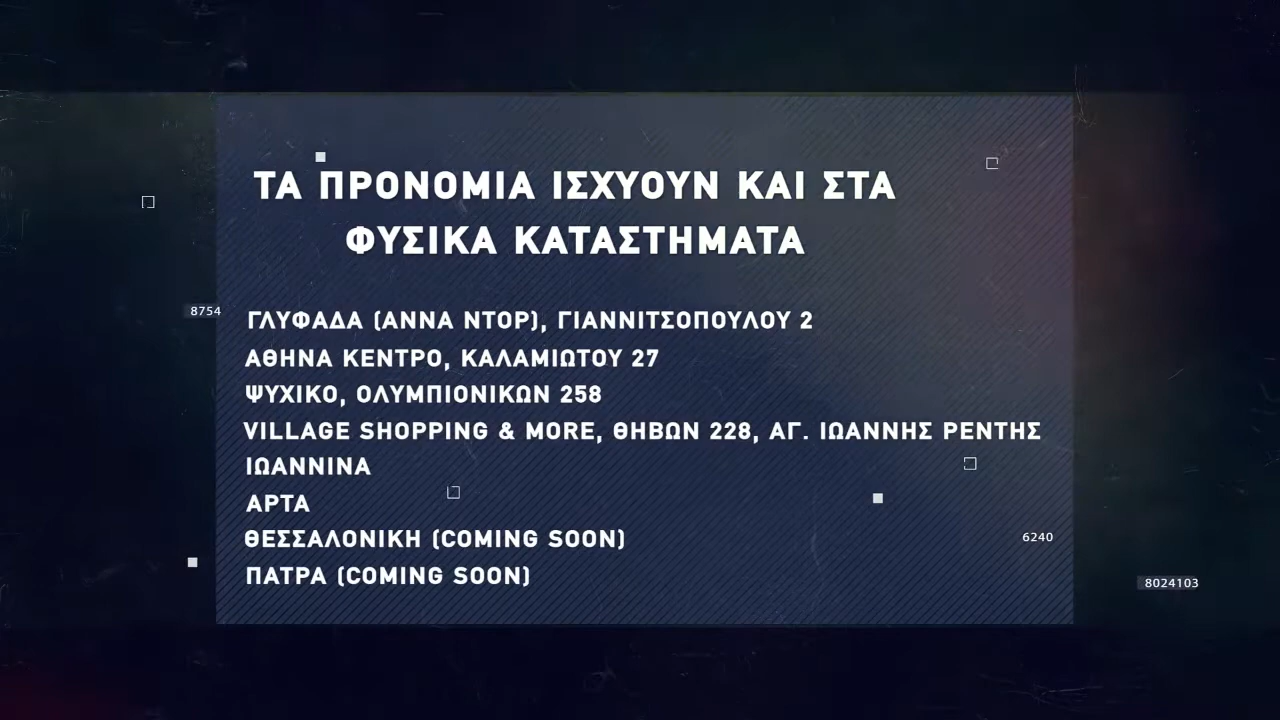 ΤΑ ΠΡΟΝΟΜΙΑ ΙΣΧΥΟΥΝ ΚΑΙ ΣΤΑ
ΦΥΣΙΚΑ ΚΑΤΑΣΤΗΜΑΤΑ
8754
ΓΛΥΦΑΔΑ (ΑΝΝΑ ΝΤΟΡ), ΓΙΑΝΝΙΤΣΟΠΟΥΛΟΥ 2
ΑΘΗΝΑ ΚΕΝΤΡΟ, ΚΑΛΑΜΙΩΤΟΥ 27
ΨΥΧΙΚΟ, ΟΛΥΜΠΙΟΝΙΚΩΝ 258
VILLAGE SHOPPING & MORE, ΘΗΒΩΝ 228, ΑΓ. ΙΩΑΝΝΗΣ ΡΕΝΤΗΣ
ΙΩΑΝΝΙΝΑ
ΑΡΤΑ
ΘΕΣΣΑΛΟΝΙΚΗ (COMING SOON)
6240
ΠΑΤΡΑ (COMING SOON)
8024103